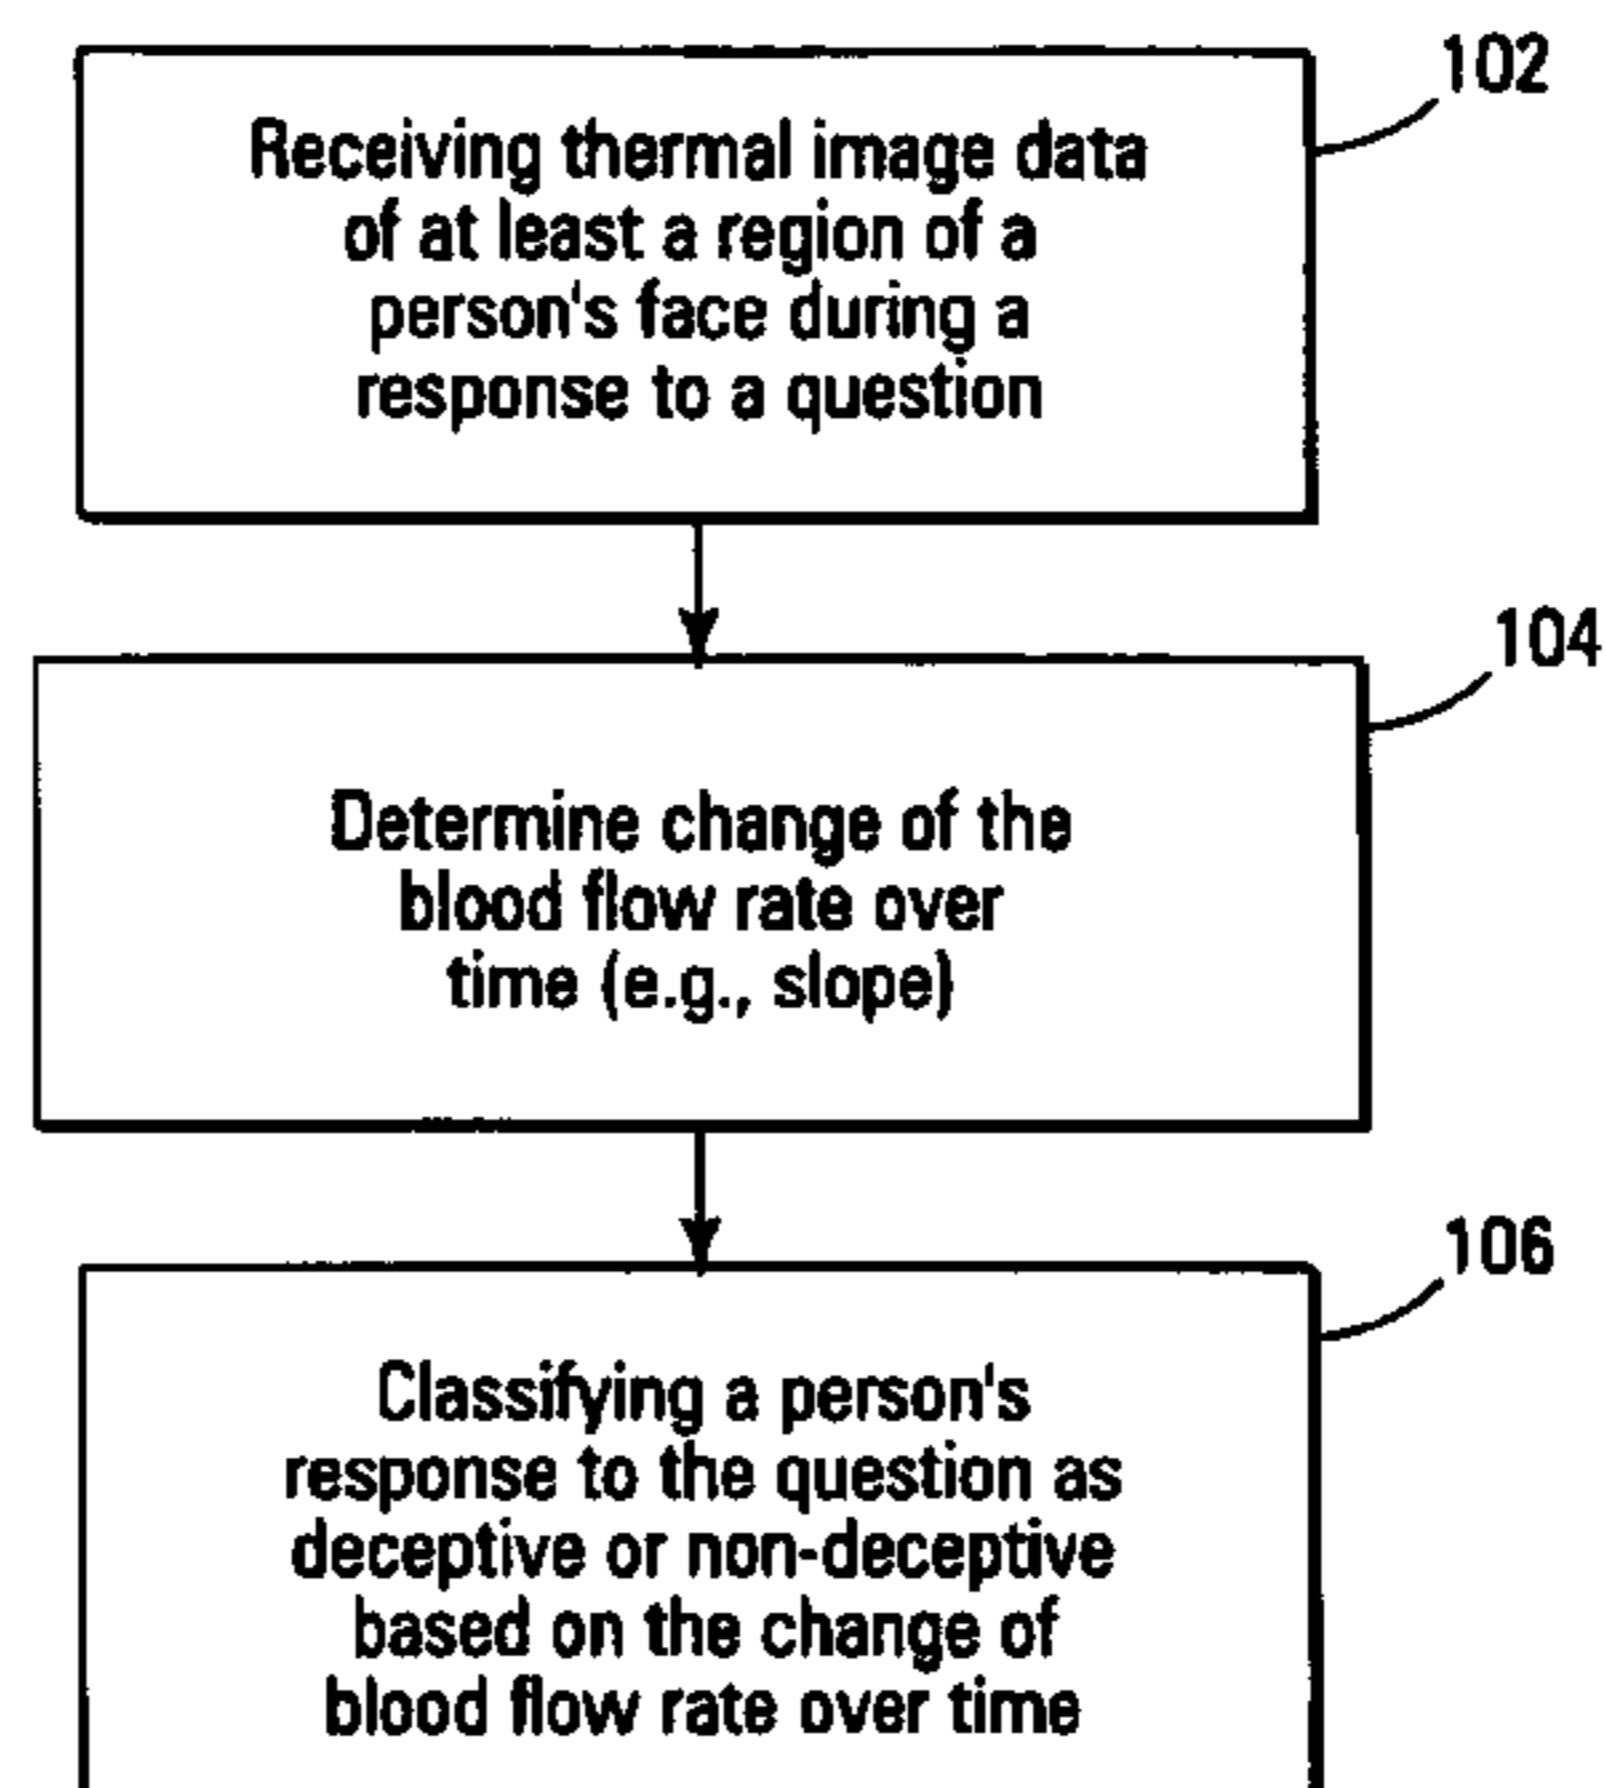 102
Receiving thermal image data
of at least a region of a
person's face during a
response to a question
104
Determine change of the
blood flow rate over
time (e.g., slope)
106
Classifying a person's
response to the question as
deceptive or non-deceptive
based on the change of
blood flow rate over time